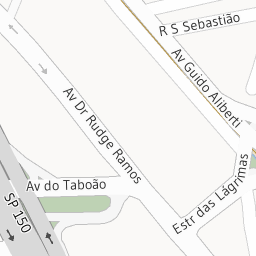 R S Sebastião
Av Guido Aliberti
Av Dr Rudge Ramos
Av do Taboão
Estr das Lágrimas
SP 150